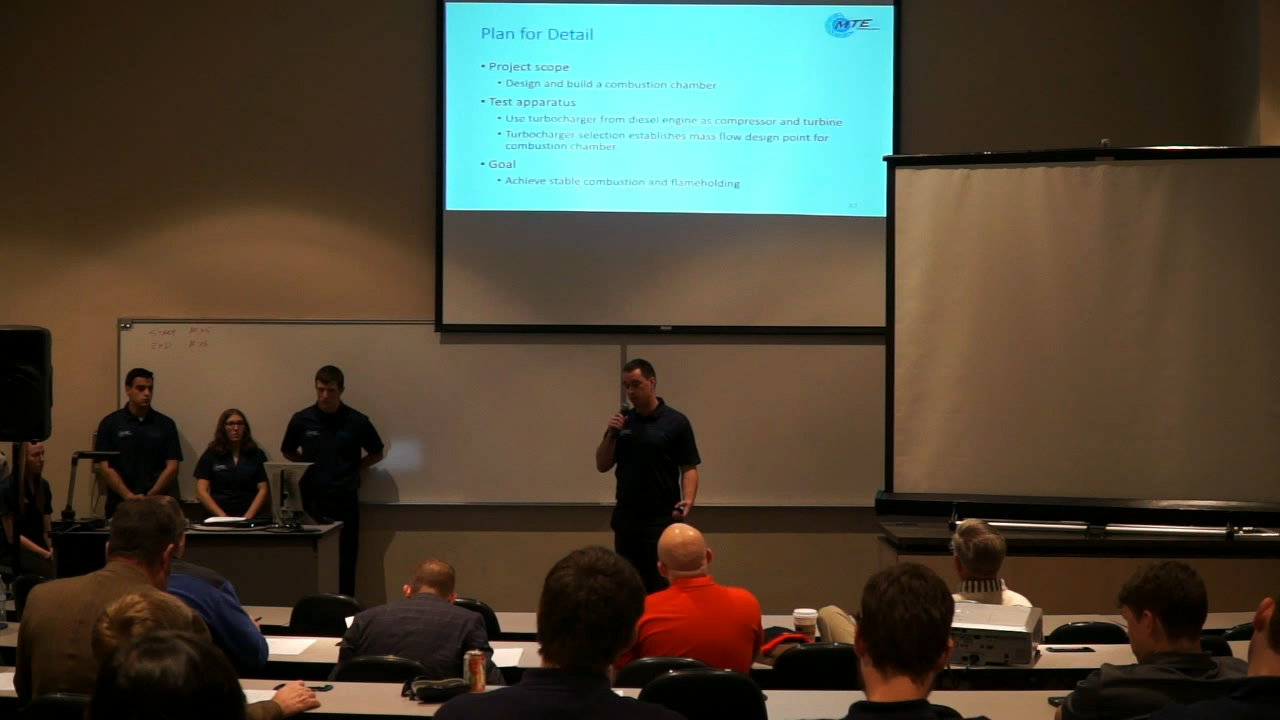 Plan for Detail
MTE
• Project scope
• Design and build a combustion chamber
• Test apparatus
• Use turbocharger from diesel engine as compressor and turbine
• Turbocharger selection establishes mass flow design point for
combustion chamber
• Goal
• Achieve stable combustion and flameholding
START
END